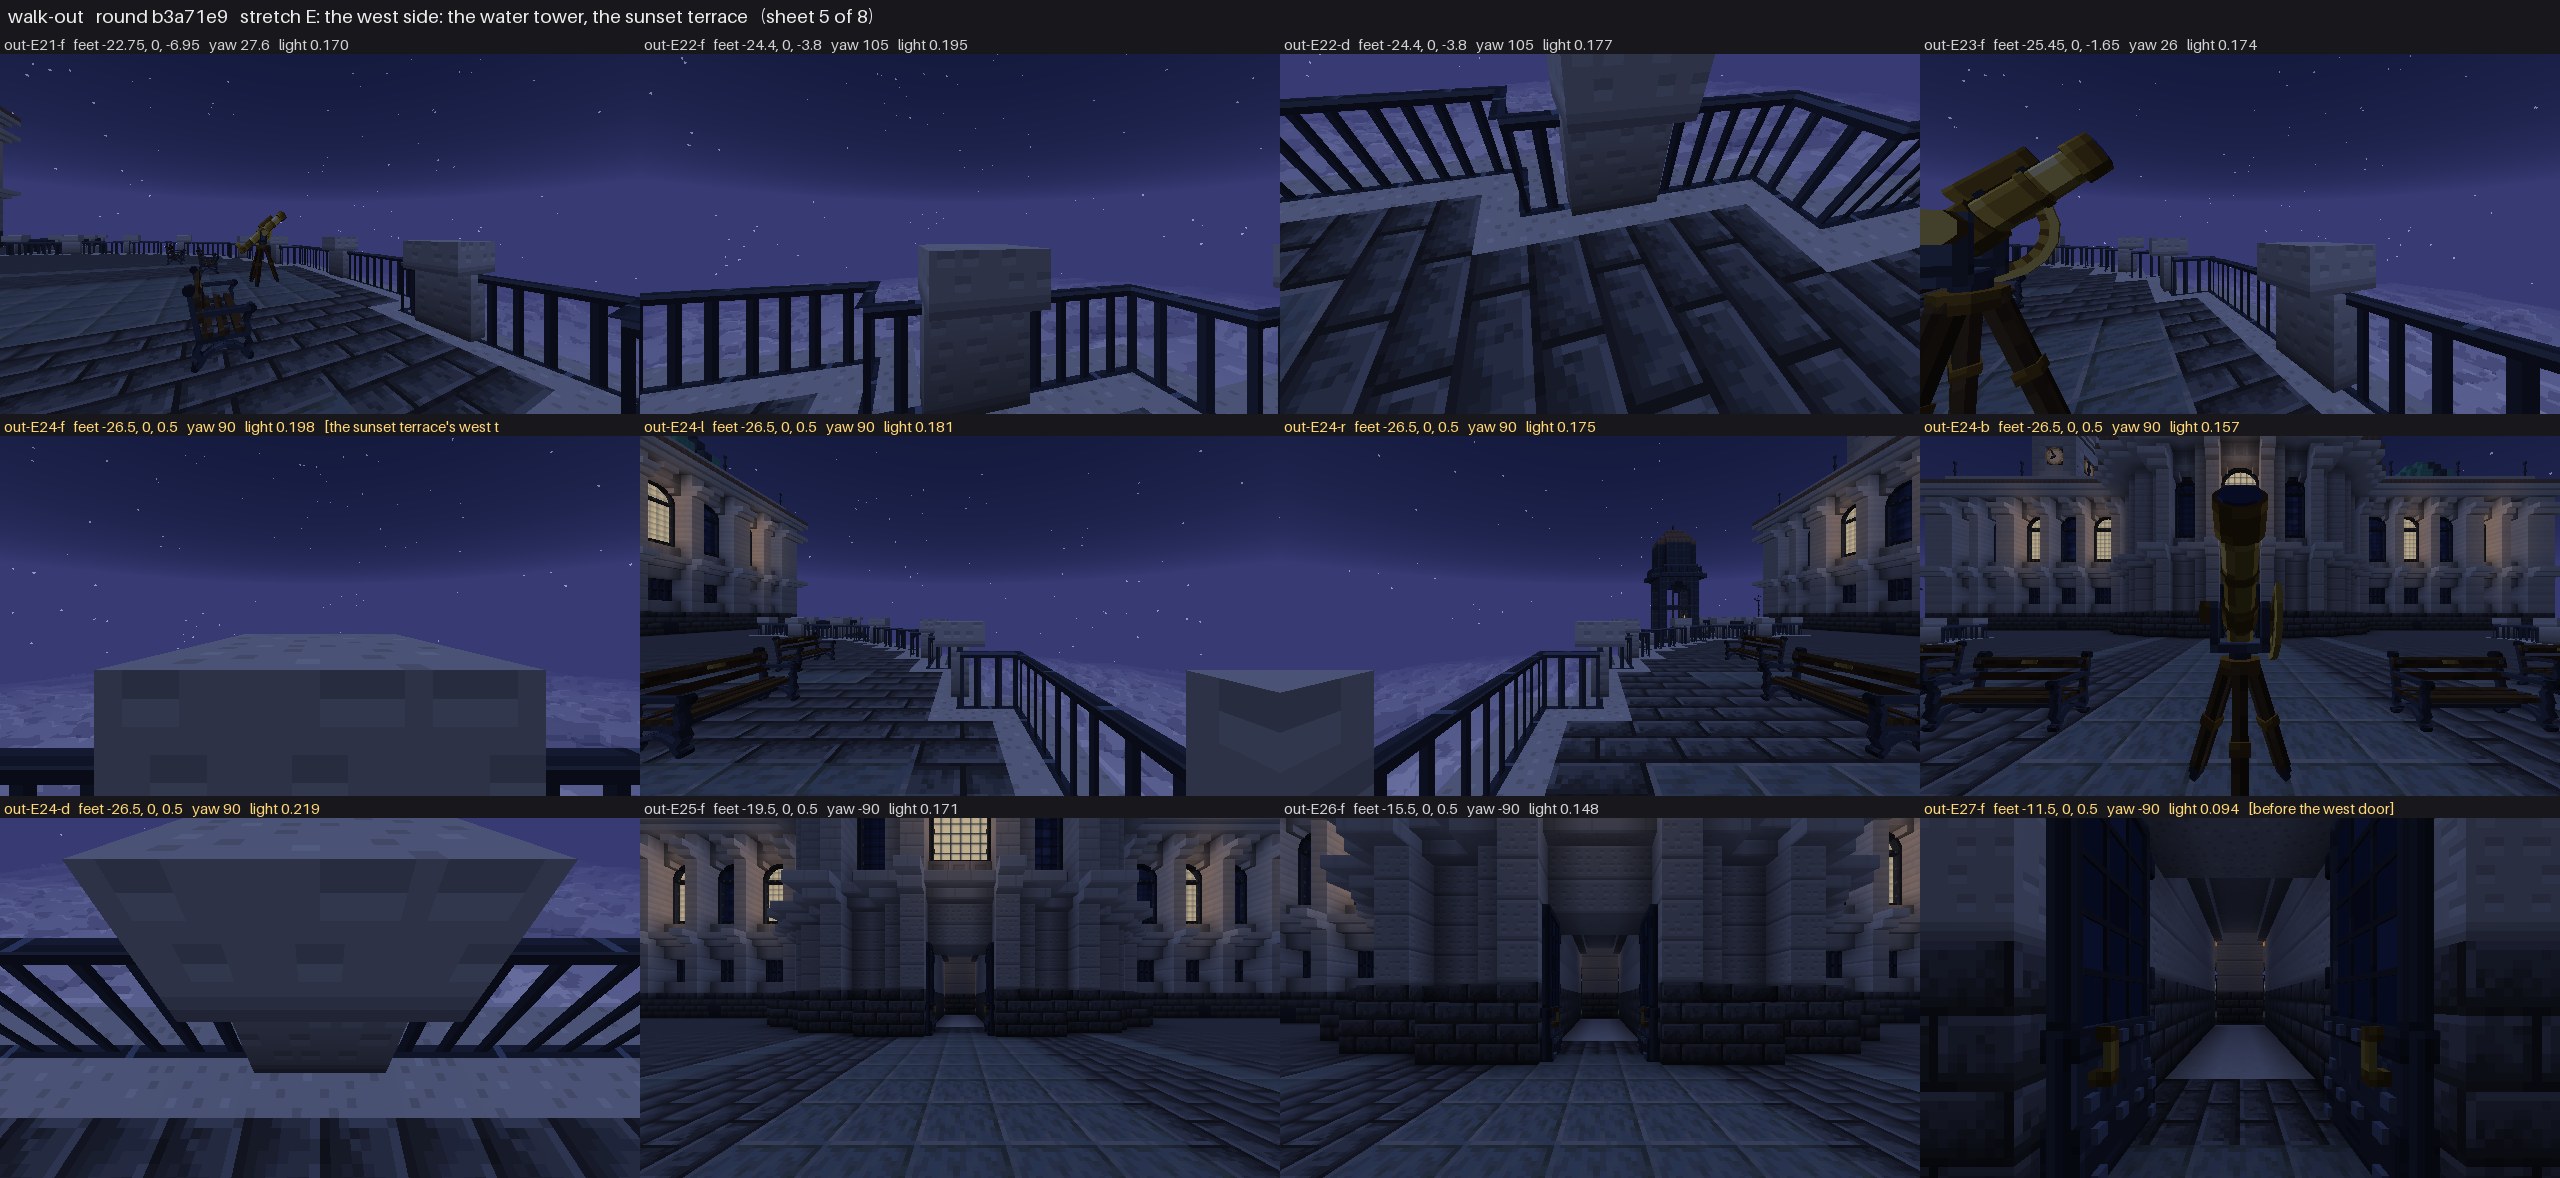 walk-out   round b3a71e9   stretch E: the west side: the water tower, the sunset terrace   (sheet 5 of 8)
out-E21-f  feet -22.75, 0, -6.95  yaw 27.6  light 0.170
out-E22-f  feet -24.4, 0, -3.8  yaw 105  light 0.195
out-E22-d  feet -24.4, 0, -3.8  yaw 105  light 0.177
out-E23-f  feet -25.45, 0, -1.65  yaw 26  light 0.174
out-E24-f  feet -26.5, 0, 0.5  yaw 90  light 0.198  [the sunset terrace's west t
out-E24-l  feet -26.5, 0, 0.5  yaw 90  light 0.181
out-E24-r  feet -26.5, 0, 0.5  yaw 90  light 0.175
out-E24-b  feet -26.5, 0, 0.5  yaw 90  light 0.157
out-E24-d  feet -26.5, 0, 0.5  yaw 90  light 0.219
out-E25-f  feet -19.5, 0, 0.5  yaw -90  light 0.171
out-E26-f  feet -15.5, 0, 0.5  yaw -90  light 0.148
out-E27-f  feet -11.5, 0, 0.5  yaw -90  light 0.094  [before the west door]